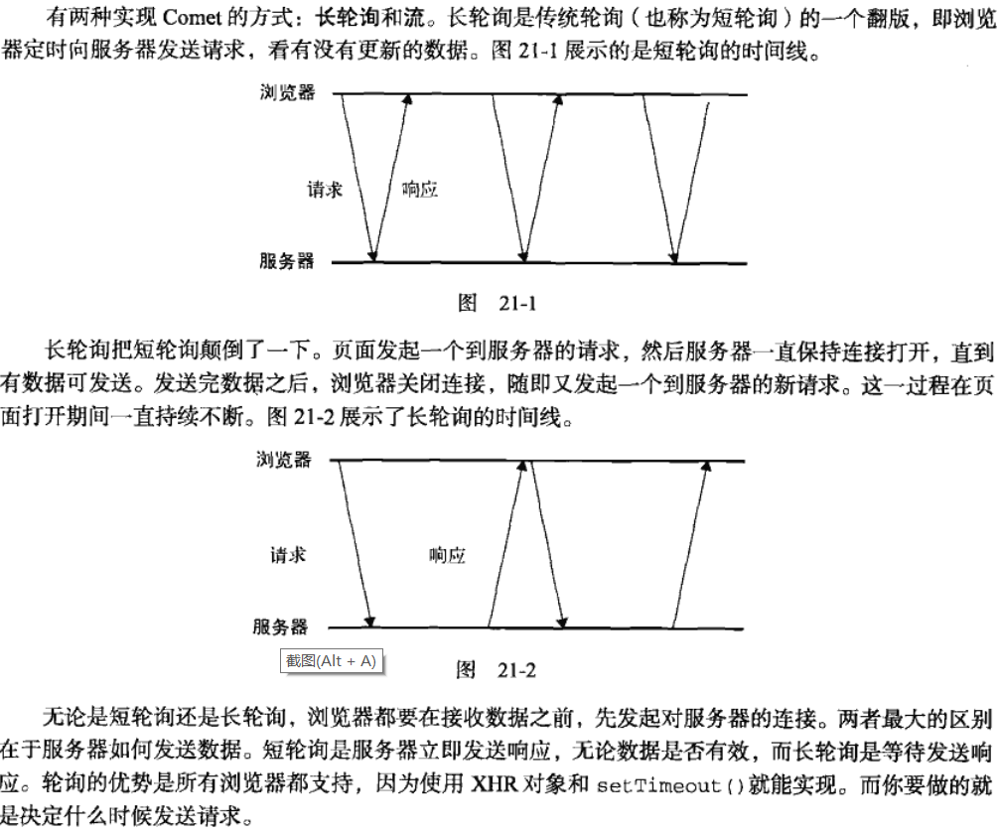 有两种实现 Comet 的方式：长轮询和流。长轮询是传统轮询（也称为短轮询）的一个翻版，即浏览
器定时向服务器发送请求，看有没有更新的数据。图 21-1 展示的是短轮询的时间线。
浏览器
请求 响应
服务器
图 21-1
长轮询把短轮询颠倒了一下。页面发起一个到服务器的请求，然后服务器一直保持连接打开，直到
有数据可发送。发送完数据之后，浏览器关闭连接，随即又发起一个到服务器的新请求。这一过程在页
面打开期间一直持续不断。图 21-2 展示了长轮询的时间线。
浏览器
请求 响应
服务器
截图(Alt + A)
图 21-2
无论是短轮询还是长轮询，浏览器都要在接收数据之前，先发起对服务器的连接。两者最大的区别
在于服务器如何发送数据。短轮询是服务器立即发送响应，无论数据是否有效，而长轮询是等待发送响
应。轮询的优势是所有浏览器都支持，因为使用 XHR 对象和 setTimeout()就能实现。而你要做的就
是决定什么时候发送请求。